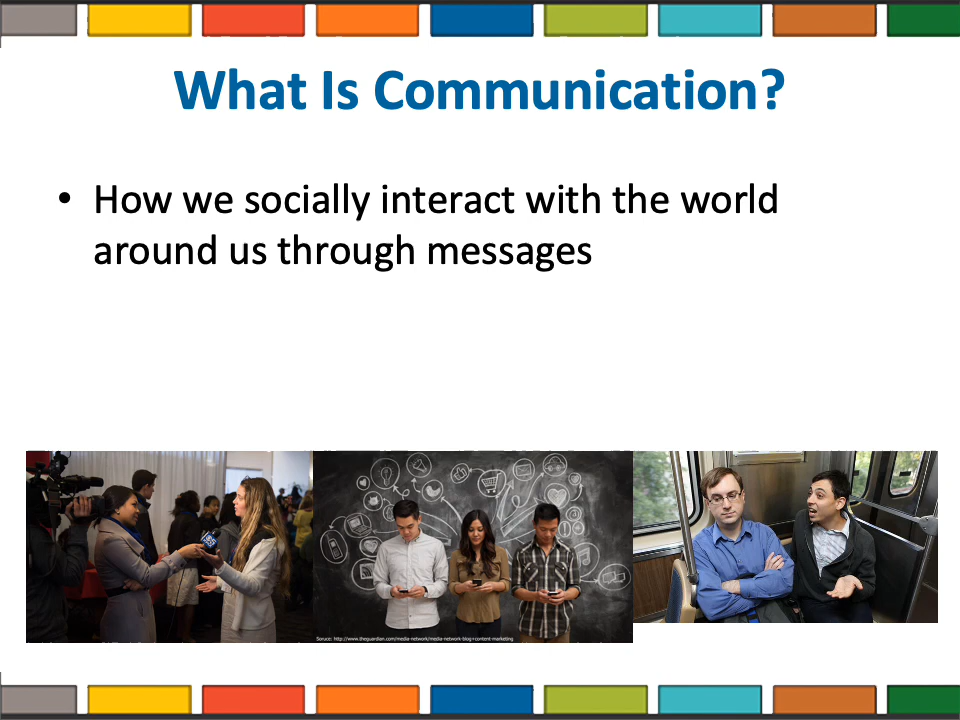 What Is Communication?
• How we socially interact with the world
around us through messages
Soruce: http://www.theguardian.com/media-network/media-network-blog+content-marketing